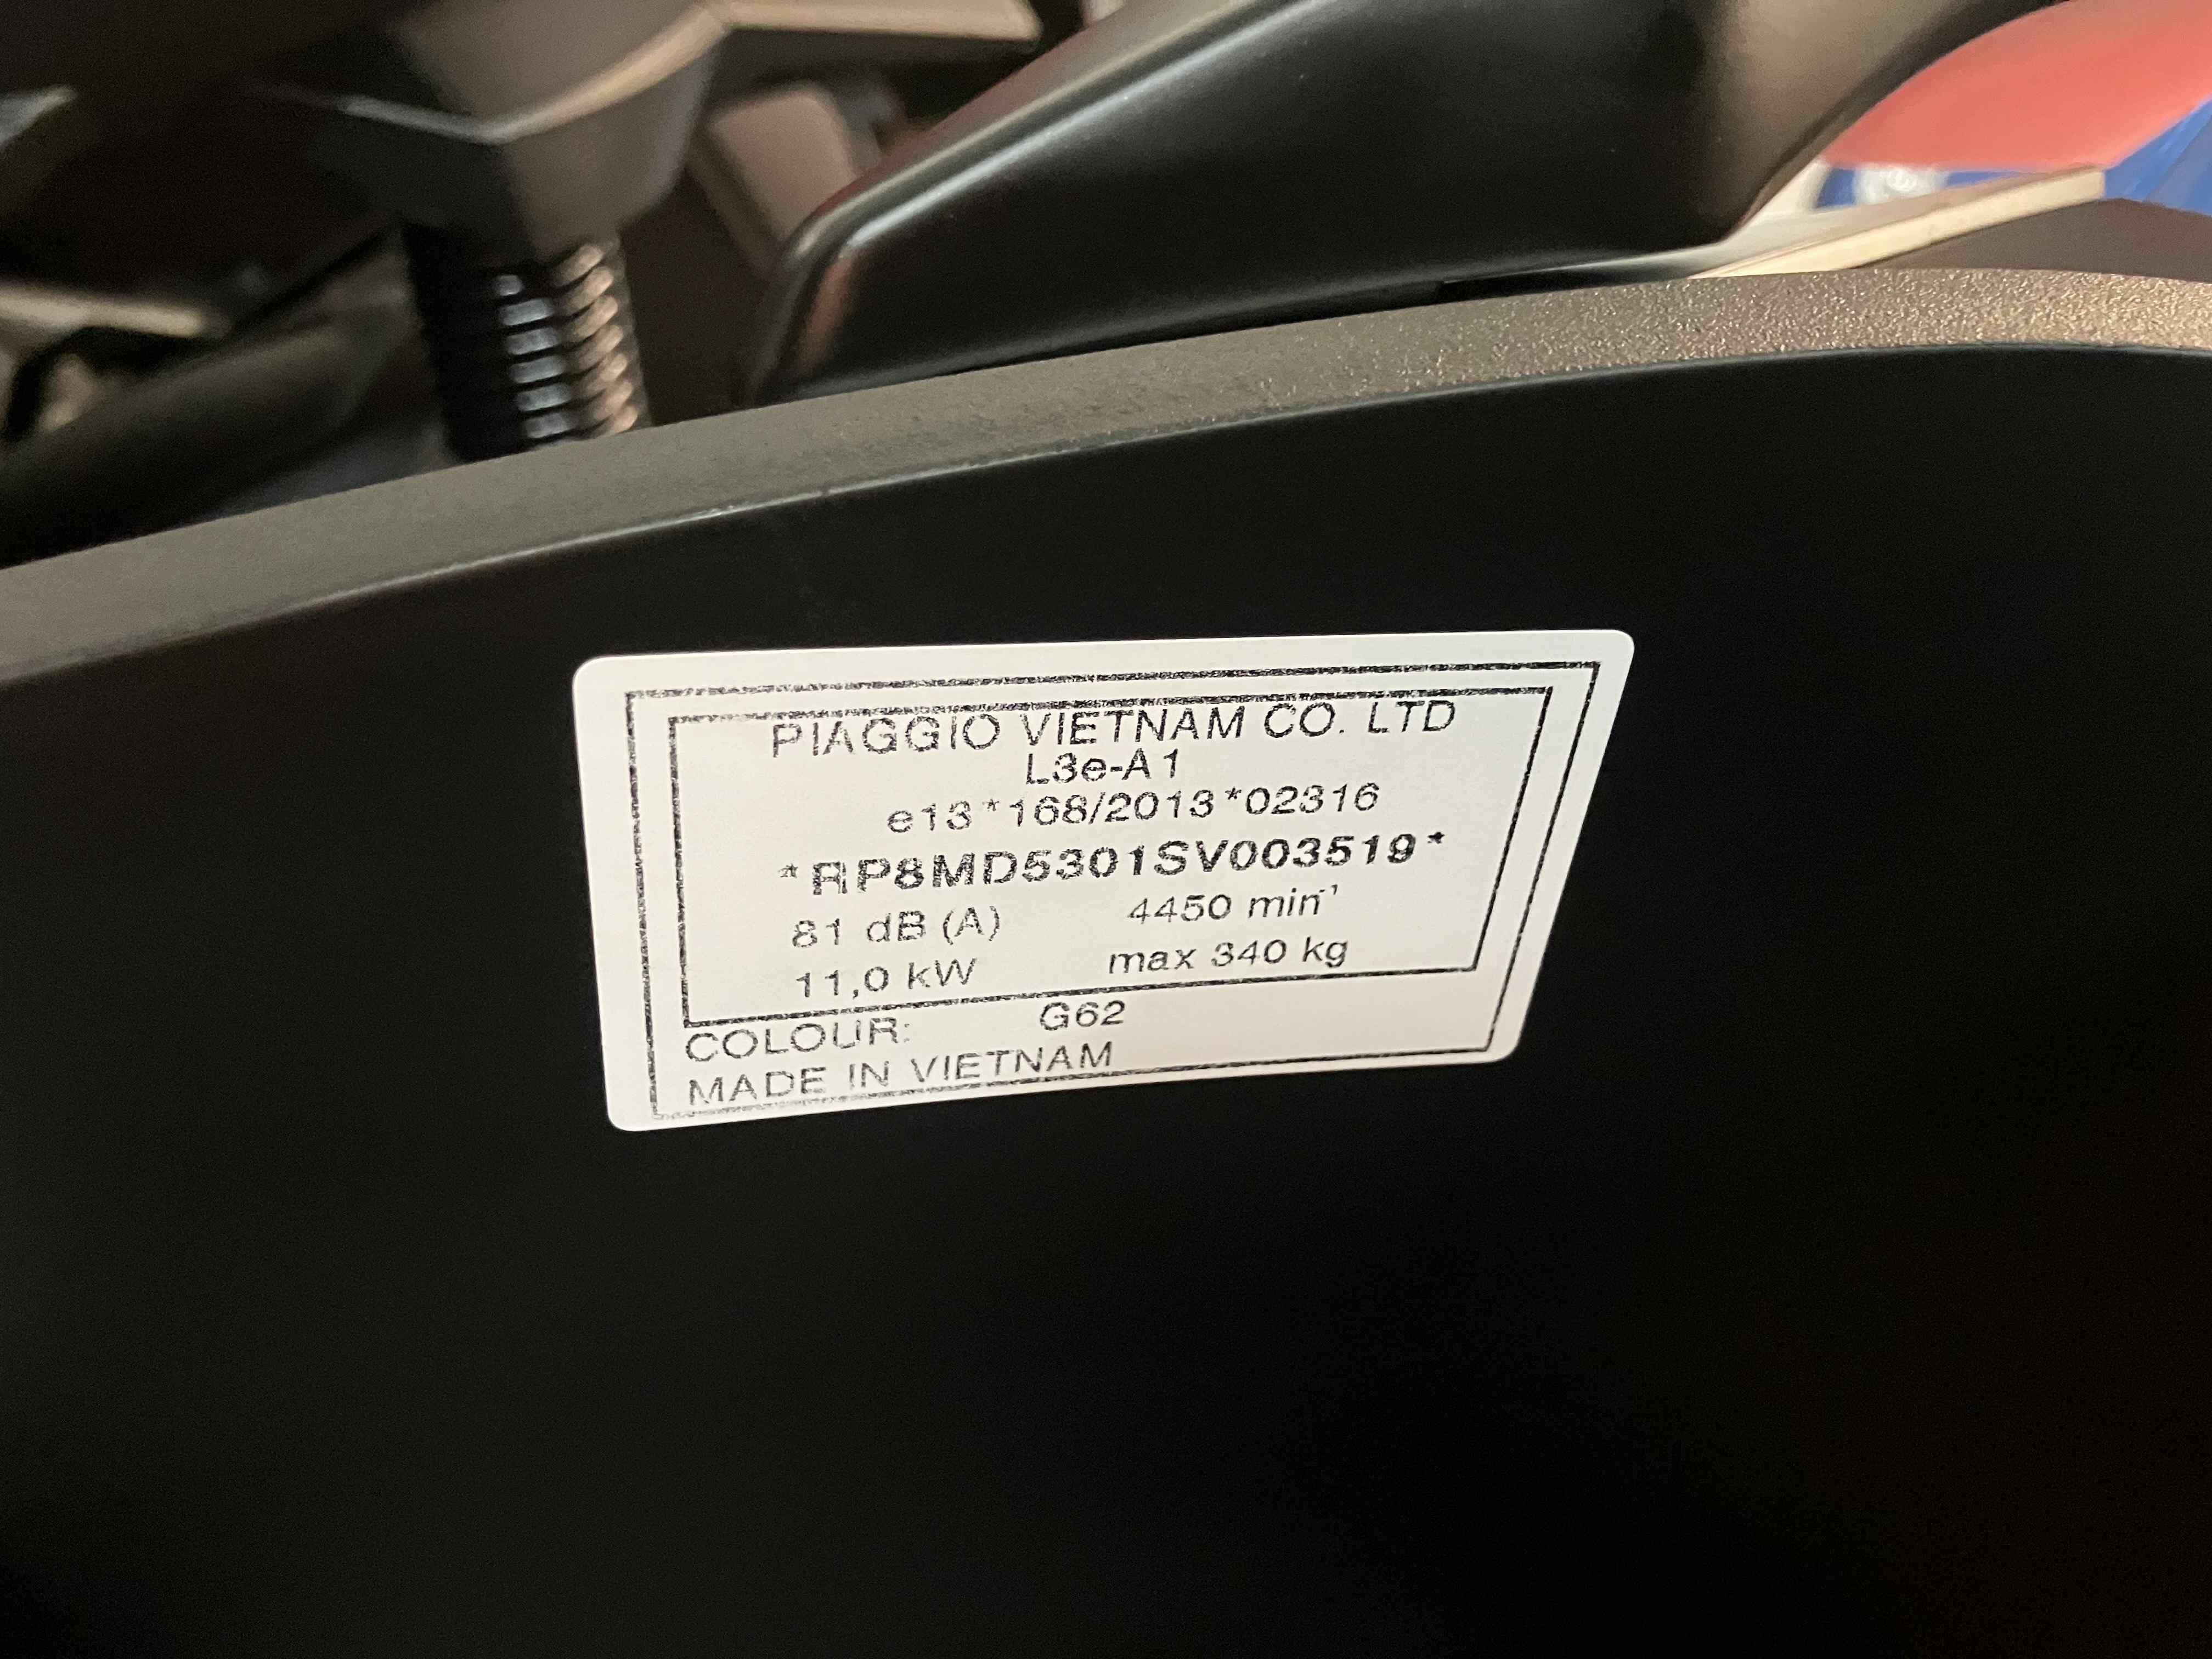 PIAGGIO VIETNAM CO. LTD
L3e-A1
e13*168/2013*02316
*RP8MD5301SV003519*
81 dB (A) 4450 min⁻¹
11,0 kW max 340 kg
COLOUR: G62
MADE IN VIETNAM